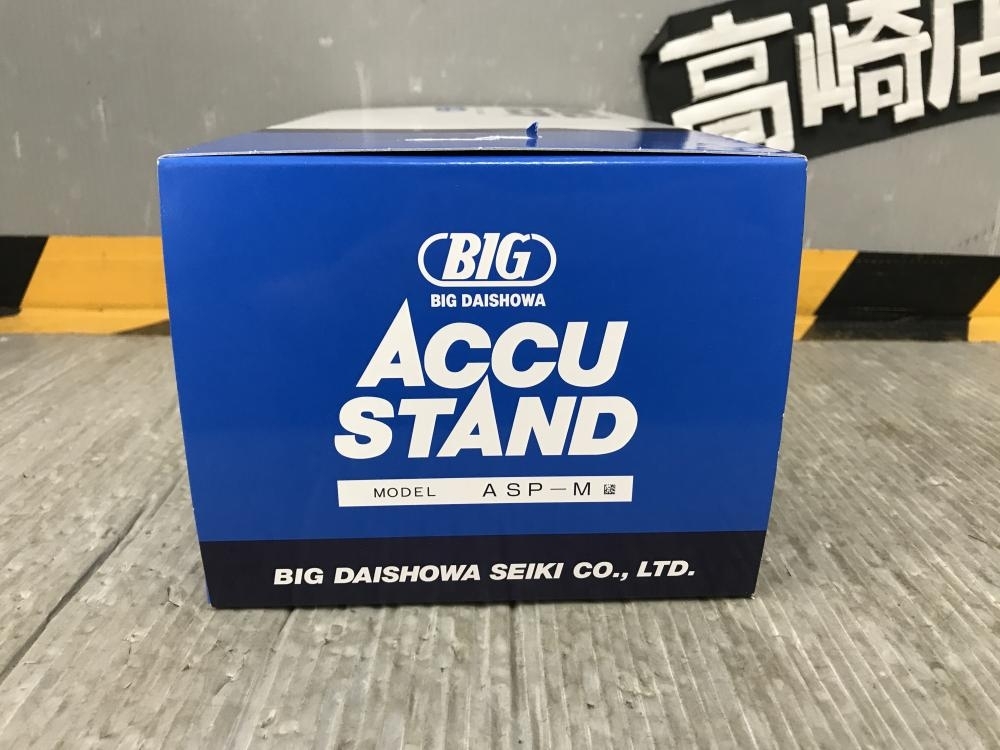 高崎店
BIG
BIG DAISHOWA
ACCU
STAND
MODEL ASP-M
BIG DAISHOWA SEIKI CO., LTD.